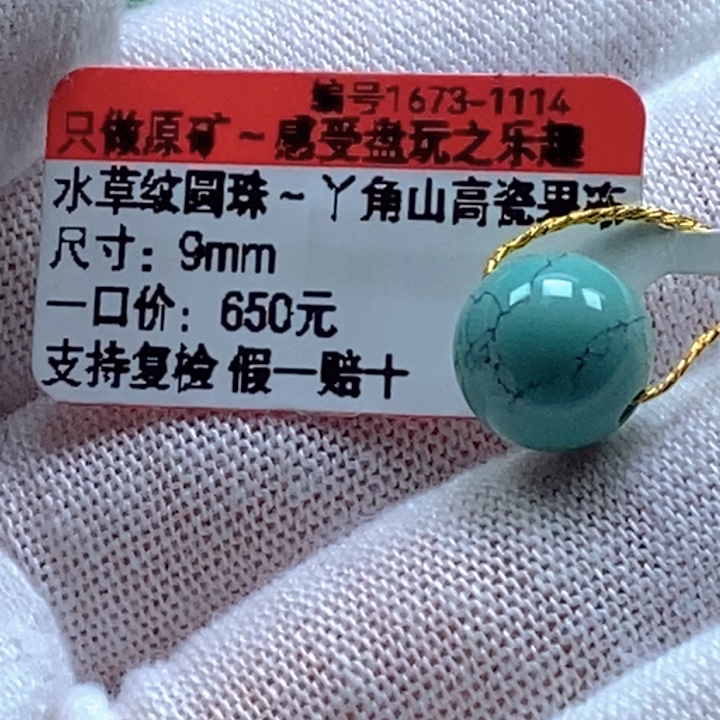 编号1673-1114
只做原矿~感受盘玩之乐趣
水草纹圆珠~丫角山高瓷果冻
尺寸：9mm
一口价：650元
支持复检 假一赔十